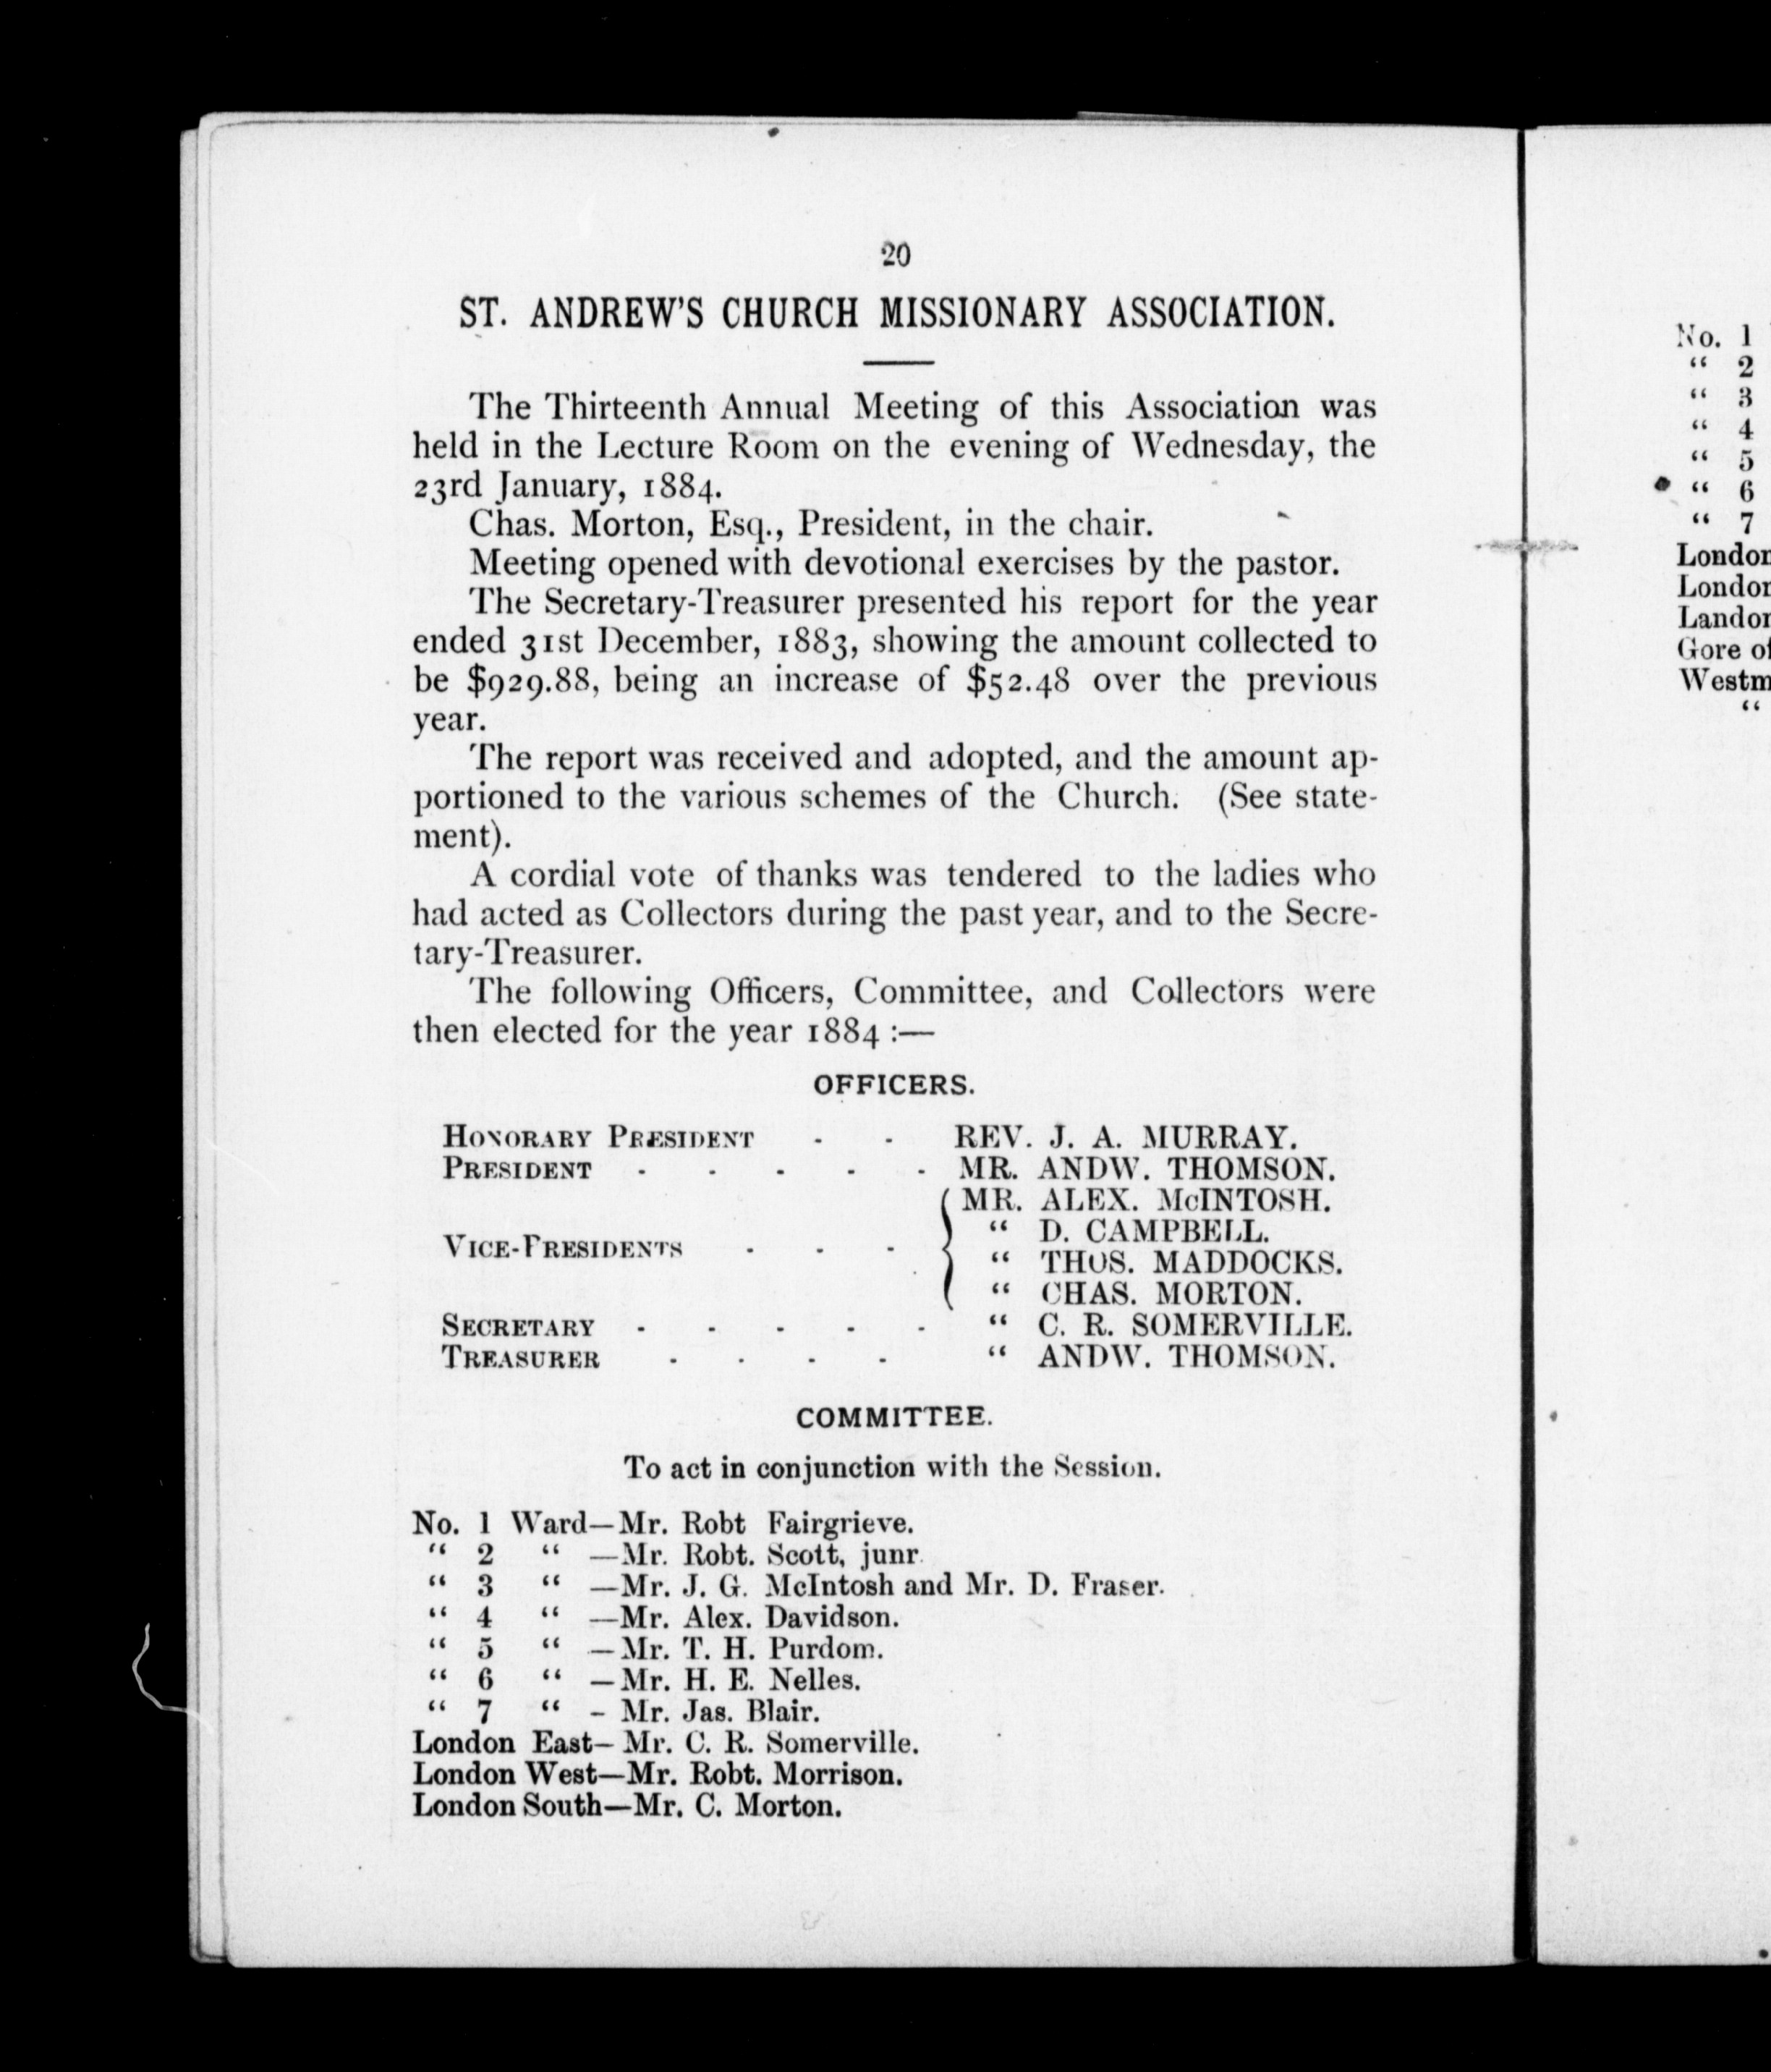 20
ST. ANDREW'S CHURCH MISSIONARY ASSOCIATION.
The Thirteenth Annual Meeting of this Association was
held in the Lecture Room on the evening of Wednesday, the
23rd January, 1884.
Chas. Morton, Esq., President, in the chair.
Meeting opened with devotional exercises by the pastor.
The Secretary-Treasurer presented his report for the year
ended 31st December, 1883, showing the amount collected to
be $929.88, being an increase of $52.48 over the previous
year.
The report was received and adopted, and the amount ap-
portioned to the various schemes of the Church. (See state-
ment).
A cordial vote of thanks was tendered to the ladies who
had acted as Collectors during the past year, and to the Secre-
tary-Treasurer.
The following Officers, Committee, and Collectors were
then elected for the year 1884 :—
OFFICERS.
HONORARY PRESIDENT - - REV. J. A. MURRAY.
PRESIDENT - - - - - MR. ANDW. THOMSON.
MR. ALEX. McINTOSH.
“ D. CAMPBELL.
VICE-PRESIDENTS - - -
“ THOS. MADDOCKS.
“ CHAS. MORTON.
SECRETARY - - - - - “ C. R. SOMERVILLE.
TREASURER - - - - “ ANDW. THOMSON.
COMMITTEE.
To act in conjunction with the Session.
No. 1 Ward—Mr. Robt Fairgrieve.
“ 2 “ —Mr. Robt. Scott, junr.
“ 3 “ —Mr. J. G. McIntosh and Mr. D. Fraser.
“ 4 “ —Mr. Alex. Davidson.
“ 5 “ —Mr. T. H. Purdom.
“ 6 “ —Mr. H. E. Nelles.
“ 7 “ - Mr. Jas. Blair.
London East—Mr. C. R. Somerville.
London West—Mr. Robt. Morrison.
London South—Mr. C. Morton.
No. 1
“ 2
“ 3
“ 4
“ 5
“ 6
“ 7
London
London
London
Gore of
Westm
“